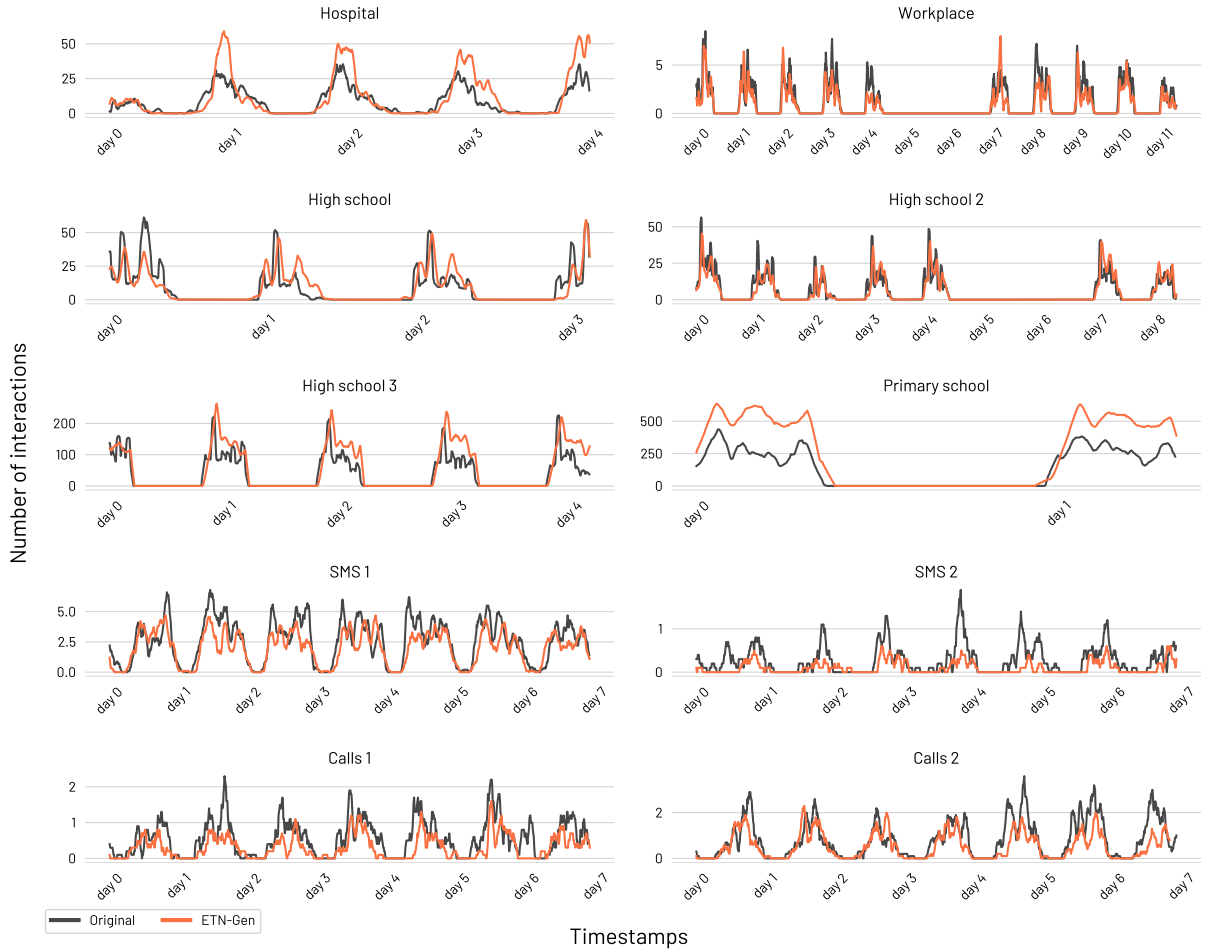 Number of interactions
Hospital
50
25
0
day 0
day 1
day 2
day 3
day 4
Workplace
5
0
day 0
day 1
day 2
day 3
day 4
day 5
day 6
day 7
day 8
day 9
day 10
day 11
High school
50
25
0
day 0
day 1
day 2
day 3
High school 2
50
25
0
day 0
day 1
day 2
day 3
day 4
day 5
day 6
day 7
day 8
High school 3
200
100
0
day 0
day 1
day 2
day 3
day 4
Primary school
500
250
0
day 0
day 1
SMS 1
5.0
2.5
0.0
day 0
day 1
day 2
day 3
day 4
day 5
day 6
day 7
SMS 2
1
0
day 0
day 1
day 2
day 3
day 4
day 5
day 6
day 7
Calls 1
2
1
0
day 0
day 1
day 2
day 3
day 4
day 5
day 6
day 7
Calls 2
2
0
day 0
day 1
day 2
day 3
day 4
day 5
day 6
day 7
Original
ETN-Gen
Timestamps